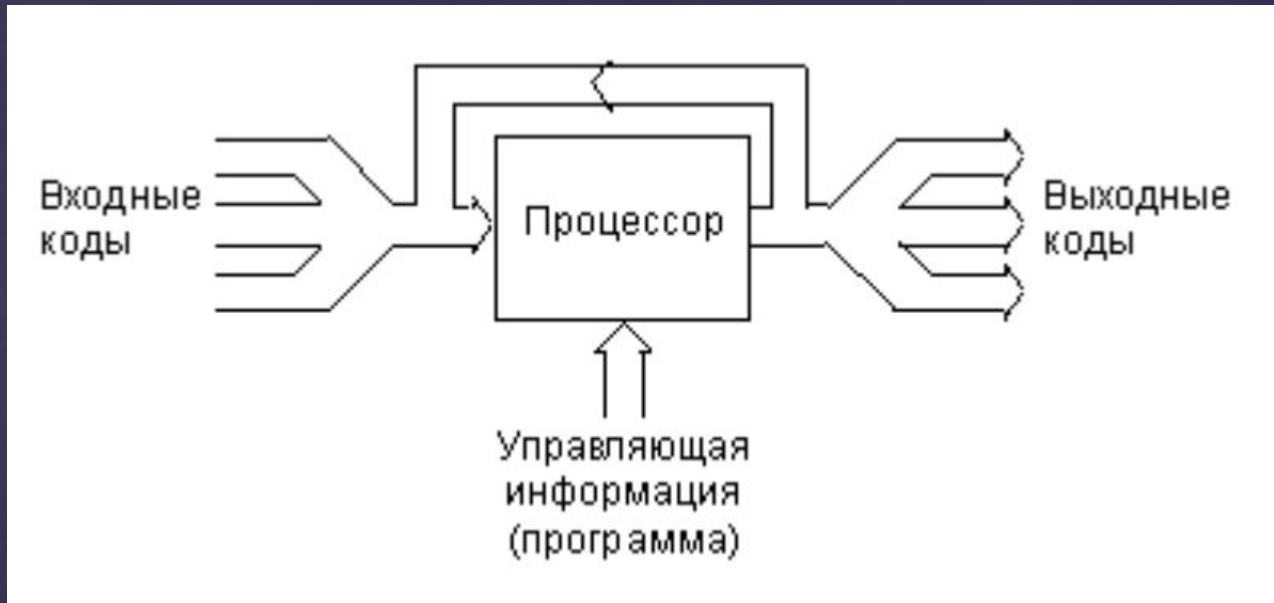 Входные
коды
Процессор
Выходные
коды
Управляющая
информация
(программа)